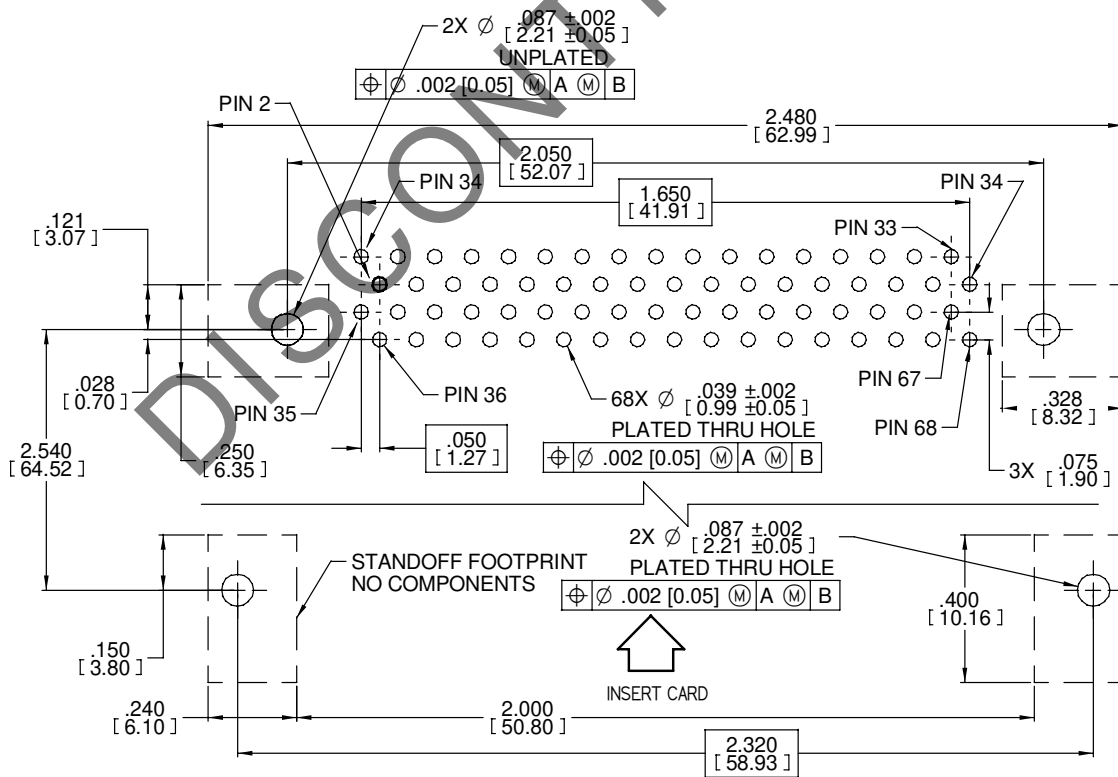 2X Ø .087 ±.002
[ 2.21 ±0.05 ]
UNPLATED
⌖ Ø .002 [0.05] Ⓜ A Ⓜ B
PIN 2
2.480
[ 62.99 ]
2.050
[ 52.07 ]
PIN 34
1.650
[ 41.91 ]
PIN 34
.121
[ 3.07 ]
PIN 33
.028
[ 0.70 ]
PIN 35
PIN 36
68X Ø .039 ±.002
[ 0.99 ±0.05 ]
PLATED THRU HOLE
⌖ Ø .002 [0.05] Ⓜ A Ⓜ B
PIN 67
PIN 68
.328
[ 8.32 ]
2.540
[ 64.52 ]
.250
[ 6.35 ]
.050
[ 1.27 ]
3X .075
[ 1.90 ]
2X Ø .087 ±.002
[ 2.21 ±0.05 ]
PLATED THRU HOLE
⌖ Ø .002 [0.05] Ⓜ A Ⓜ B
STANDOFF FOOTPRINT
NO COMPONENTS
.400
[ 10.16 ]
.150
[ 3.80 ]
INSERT CARD
.240
[ 6.10 ]
2.000
[ 50.80 ]
2.320
[ 58.93 ]
DISCONT